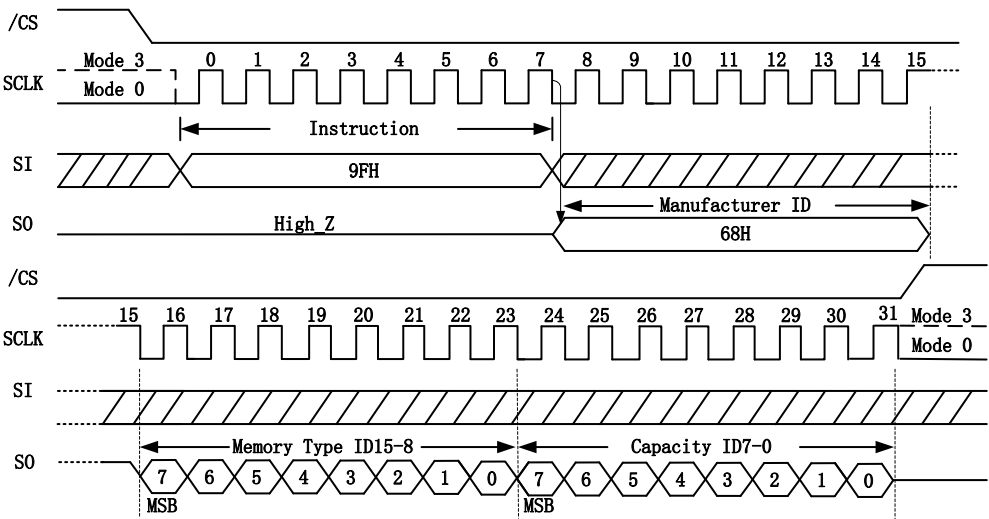 /CS
Mode 3 0 1 2 3 4 5 6 7 8 9 10 11 12 13 14 15
SCLK
Mode 0
Instruction
SI
9FH
Manufacturer ID
SO
High_Z
68H
/CS
15 16 17 18 19 20 21 22 23 24 25 26 27 28 29 30 31 Mode 3
SCLK
Mode 0
SI
Memory Type ID15-8 Capacity ID7-0
SO
7 6 5 4 3 2 1 0 7 6 5 4 3 2 1 0
MSB MSB